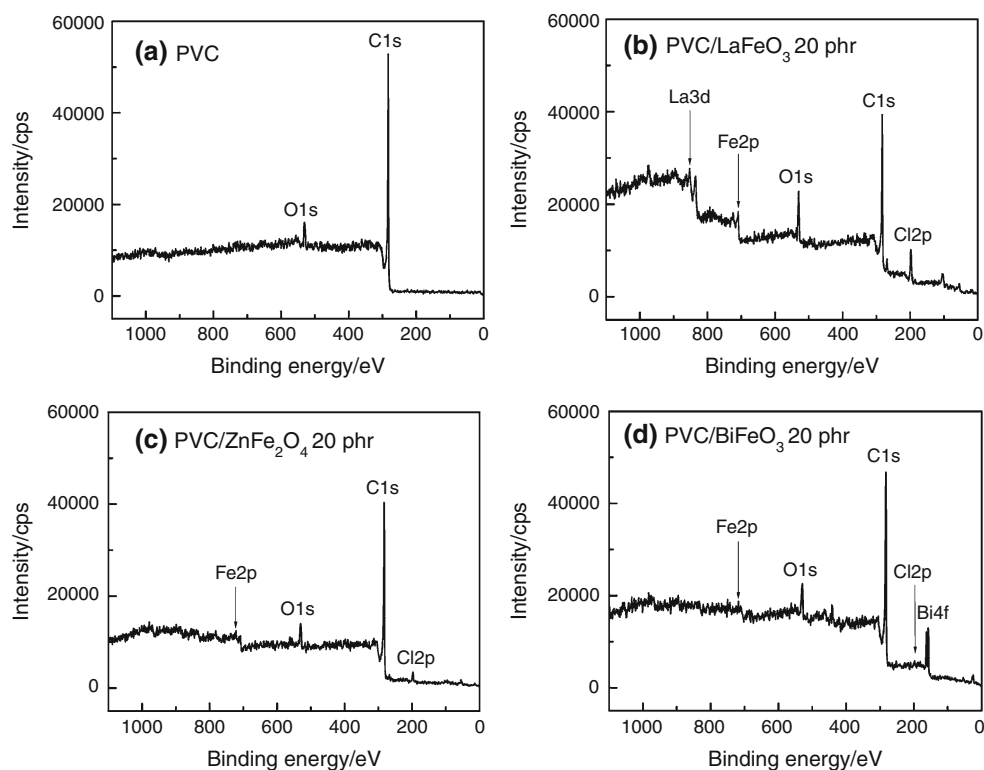 (a) PVC
C1s
O1s
60000
40000
20000
0
Intensity/cps
1000 800 600 400 200 0
Binding energy/eV
(b) PVC/LaFeO3 20 phr
La3d
Fe2p
O1s
C1s
Cl2p
60000
40000
20000
0
Intensity/cps
1000 800 600 400 200 0
Binding energy/eV
(c) PVC/ZnFe2O4 20 phr
C1s
Fe2p
O1s
Cl2p
60000
40000
20000
0
Intensity/cps
1000 800 600 400 200 0
Binding energy/eV
(d) PVC/BiFeO3 20 phr
C1s
Fe2p
O1s
Cl2p
Bi4f
60000
40000
20000
0
Intensity/cps
1000 800 600 400 200 0
Binding energy/eV